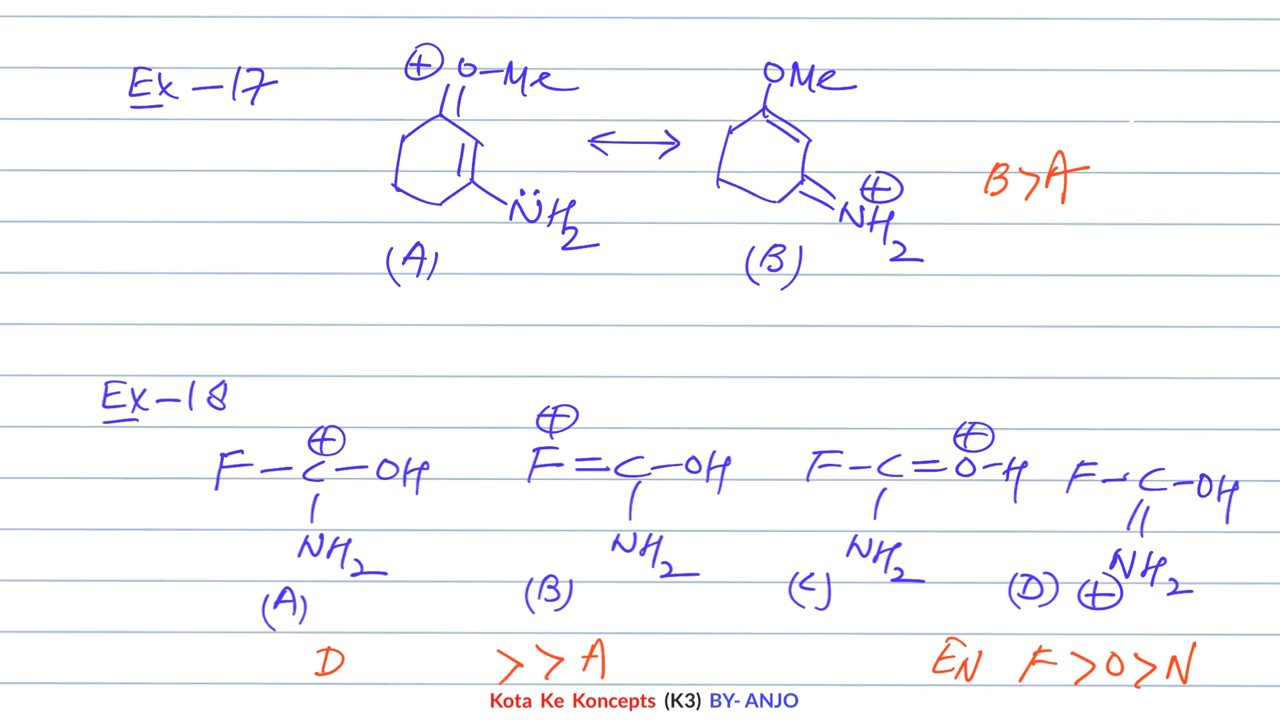 Ex - 17
⊕ O-Me ⟷ OMe
N̈H2 ⊕ NH2 B > A
(A) (B)
Ex - 18
⊕ ⊕ ⊕
F - C - OH F = C - OH F - C = O - H F - C - OH
NH2 NH2 NH2 NH2
(A) (B) (C) (D) ⊕
D > > A EN F > O > N
Kota Ke Koncepts (K3) BY- ANJO